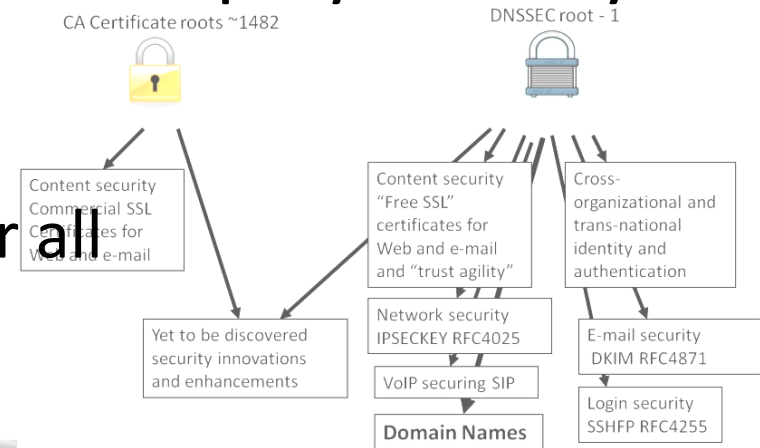 CA Certificate roots ~1482
DNSSEC root - 1
Content security
Commercial SSL
Certificates for
Web and e-mail
r all
Content security
“Free SSL”
certificates for
Web and e-mail
and “trust agility”
Cross-
organizational and
trans-national
identity and
authentication
Yet to be discovered
security innovations
and enhancements
Network security
IPSECKEY RFC4025
E-mail security
DKIM RFC4871
VoIP securing SIP
Login security
SSHFP RFC4255
Domain Names